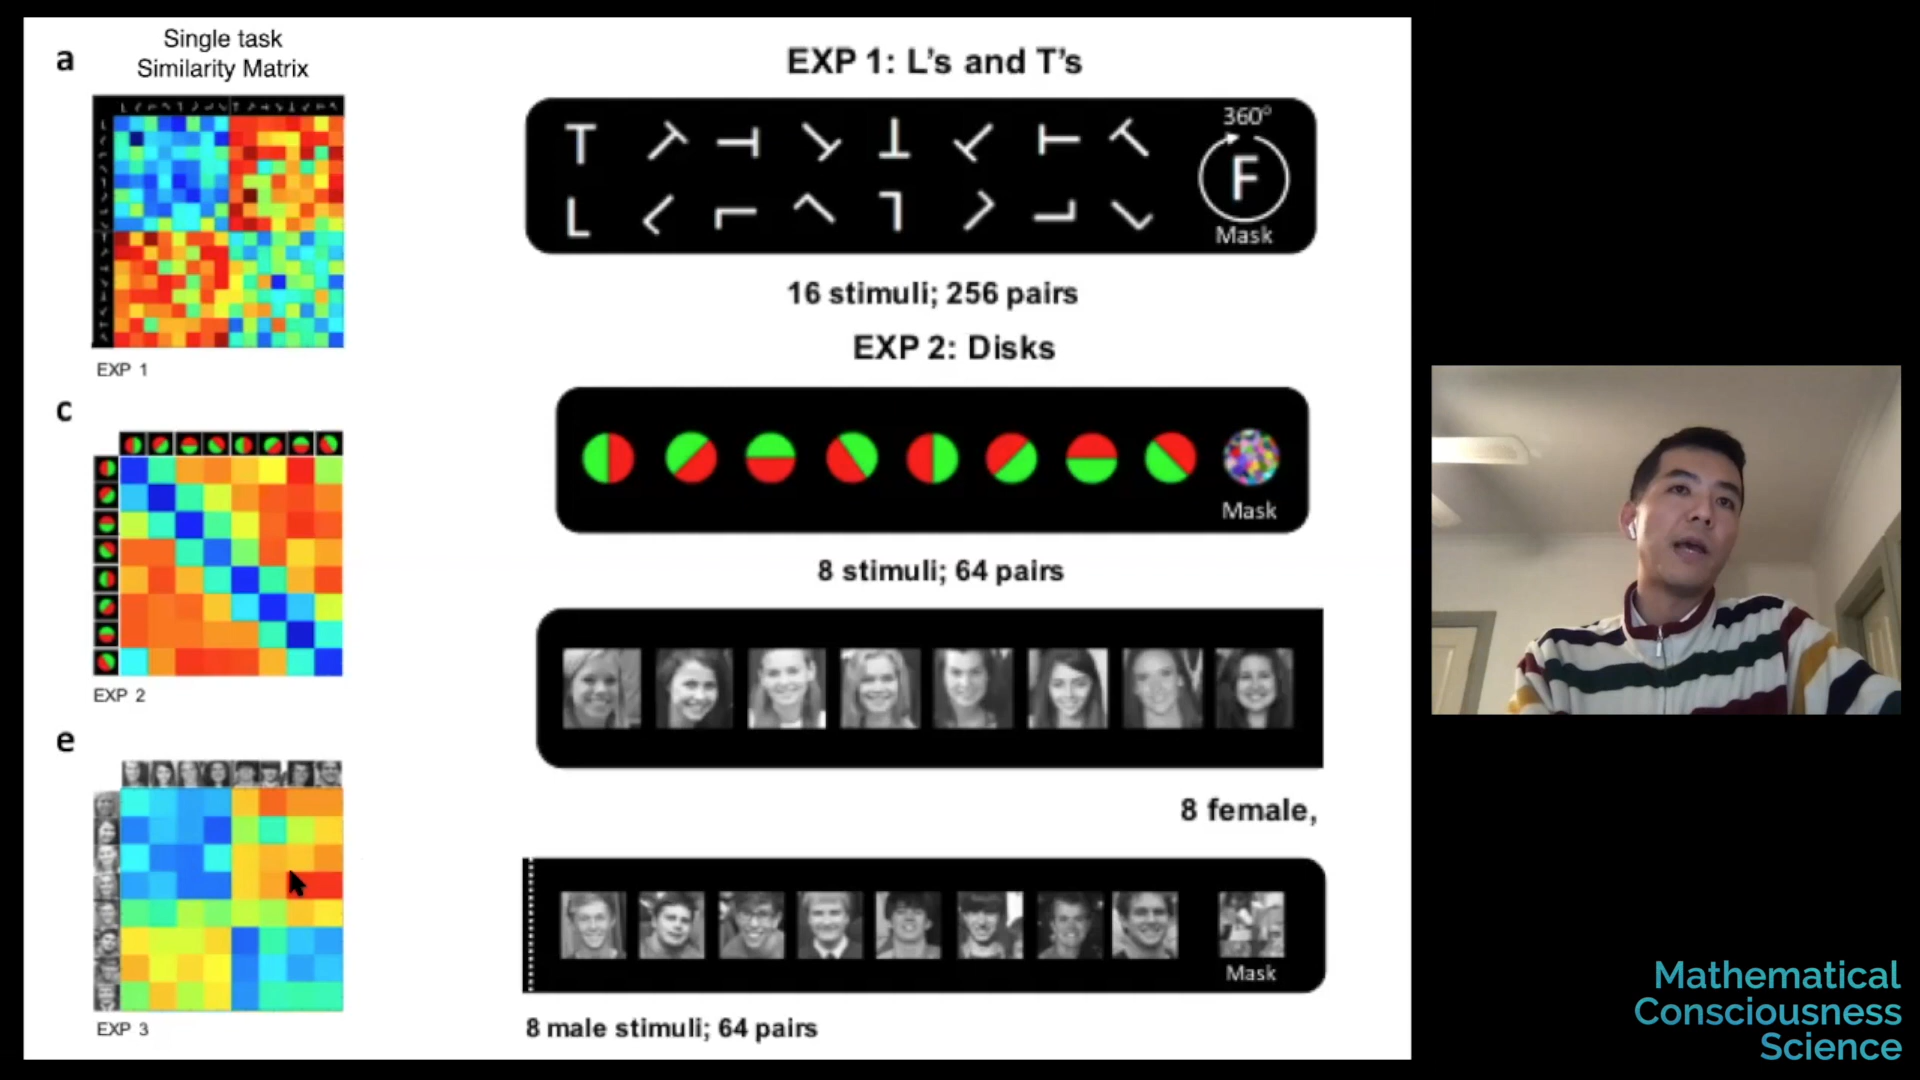 a
Single task
Similarity Matrix
EXP 1
c
EXP 2
e
EXP 3
EXP 1: L's and T's
T
L
360º
F
Mask
16 stimuli; 256 pairs
EXP 2: Disks
Mask
8 stimuli; 64 pairs
8 female,
Mask
8 male stimuli; 64 pairs
Mathematical
Consciousness
Science